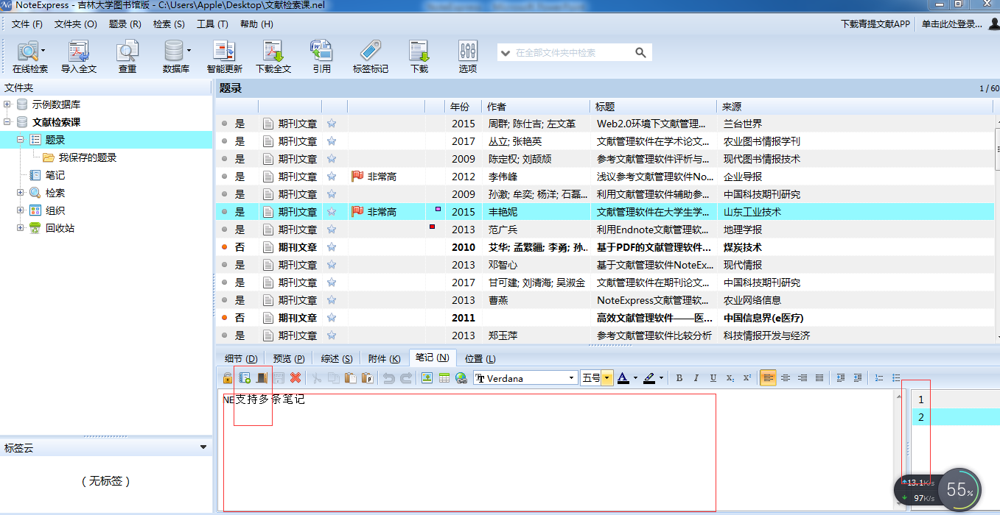 NoteExpress - 吉林大学图书馆版 - C:\Users\Apple\Desktop\文献检索课.nel
文件 (F) 文件夹 (O) 题录 (R) 检索 (S) 工具 (T) 帮助 (H) 下载青提文献APP 单击此处登录...
在线检索 导入全文 查重 数据库 智能更新 下载全文 引用 标签标记 下载 选项 在全部文件夹中检索
文件夹
示例数据库
文献检索课
题录
我保存的题录
笔记
检索
组织
回收站
标签云
( 无标签 )
题录 1 / 60
年份 作者 标题 来源
是 期刊文章 2015 周群; 陈仕吉; 左文革 Web2.0环境下文献管理... 兰台世界
是 期刊文章 2017 丛立; 张艳英 文献管理软件在学术论文... 农业图书情报学刊
是 期刊文章 2009 陈定权; 刘颉颃 参考文献管理软件评析与... 现代图书情报技术
是 期刊文章 非常高 2012 李伟峰 浅议参考文献管理软件No... 企业导报
是 期刊文章 2009 孙激; 牟奕; 杨洋; 石磊... 利用文献管理软件辅助参... 中国科技期刊研究
是 期刊文章 非常高 2015 丰艳妮 文献管理软件在大学生学... 山东工业技术
是 期刊文章 2013 范广兵 利用Endnote文献管理软... 地理学报
否 期刊文章 2010 艾华; 孟繁骊; 李勇; 孙.. 基于PDF的文献管理软件... 煤炭技术
是 期刊文章 2013 邓智心 基于文献管理软件NoteEx... 现代情报
是 期刊文章 2017 甘可建; 刘清海; 吴淑金 文献管理软件在期刊论文... 中国科技期刊研究
是 期刊文章 2013 曹燕 NoteExpress文献管理软... 农业网络信息
否 期刊文章 2011 高效文献管理软件——医... 中国信息界(e医疗)
是 期刊文章 2013 郑玉萍 参考文献管理软件比较分析 科技情报开发与经济
细节 (D) 预览 (P) 综述 (S) 附件 (K) 笔记 (N) 位置 (L)
Verdana 五号 A B I U X₂ X²
NE支持多条笔记
1
2
13.1K/s
97K/s
55%